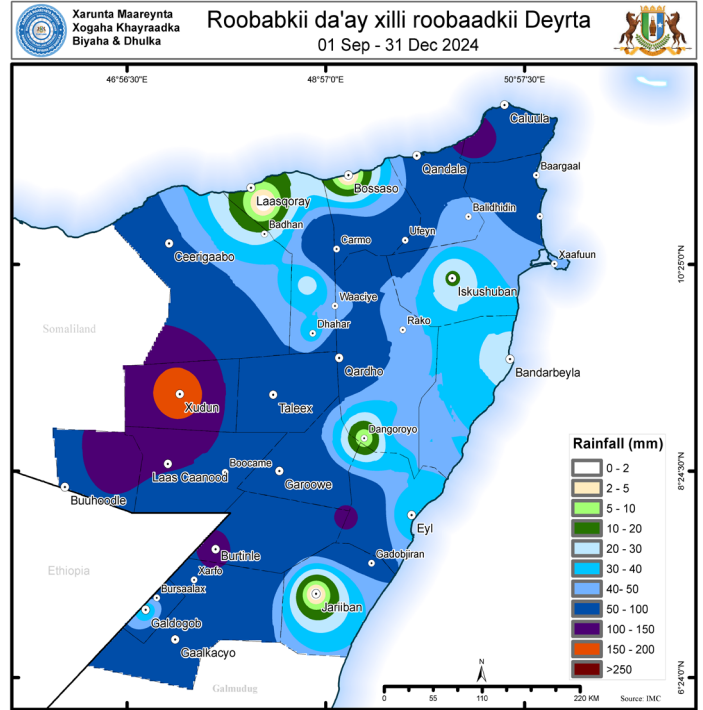 Xarunta Maareynta
Xogaha Khayraadka
Biyaha & Dhulka
Roobabkii da'ay xilli roobaadkii Deyrta
01 Sep - 31 Dec 2024
46°56'30"E
48°57'0"E
50°57'30"E
Caluula
Qandala
Baargaal
Bossaso
Laasqoray
Badhan
Balidhidin
Ufeyn
Carmo
Ceerigaabo
Xaafuun
10°25'0"N
Iskushuban
Waaciye
Dhahar
Rako
Somaliland
Qardho
Bandarbeyla
Xudun
Taleex
Dangoroyo
Boocame
Laas Caanood
Garoowe
Buuhoodle
8°24'30"N
Eyl
Burtinle
Gadobjiran
Ethiopia
Xarfo
Bursaalax
Galdogob
Jariiban
Gaalkacyo
Galmudug
6°24'0"N
Rainfall (mm)
0 - 2
2 - 5
5 - 10
10 - 20
20 - 30
30 - 40
40- 50
50 - 100
100 - 150
150 - 200
>250
N
0 55 110 220 KM
Source: IMC